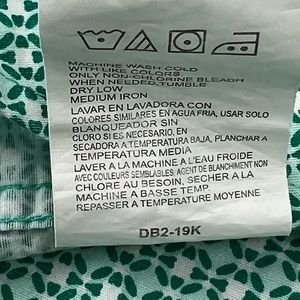 MACHINE WASH COLD
WITH LIKE COLORS.
ONLY NON-CHLORINE BLEACH
WHEN NEEDED.TUMBLE
DRY LOW
MEDIUM IRON
LAVAR EN LAVADORA CON
COLORES SIMILARES EN AGUA FRIA, USAR SOLO
BLANQUEADOR SIN
CLORO SI ES NECESARIO, EN
SECADORA A TEMPERATURA BAJA, PLANCHAR A
TEMPERATURA MEDIA
LAVER A LA MACHINE A L'EAU FROIDE
AVEC COULEURS SEMBLABLES, AGENT DE BLANCHIMENT NON
CHLORE AU BESOIN, SECHER A LA
MACHINE A BASSE TEMP.
REPASSER A TEMPERATURE MOYENNE
DB2-19K